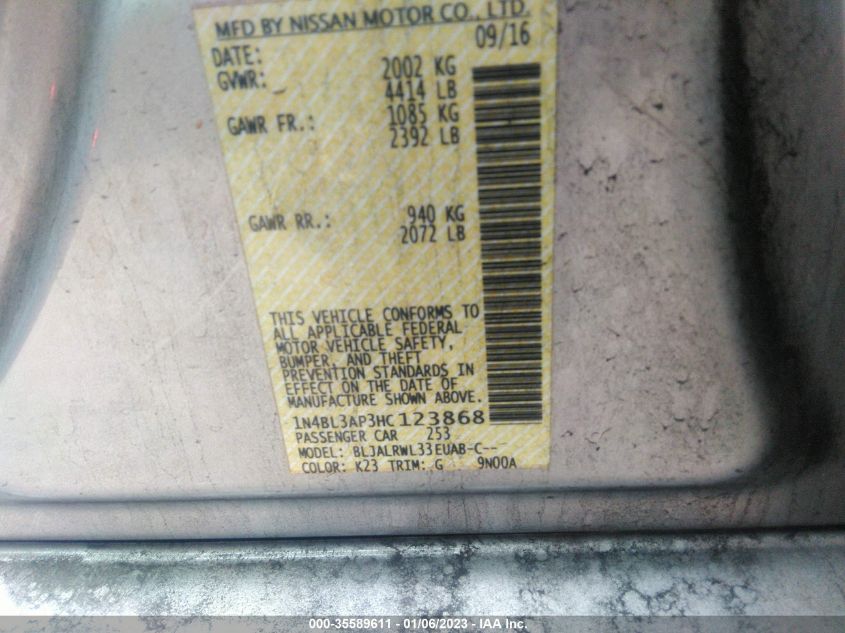 MFD BY NISSAN MOTOR CO., LTD.
DATE: 09/16
GVWR: 2002 KG
4414 LB
GAWR FR.: 1085 KG
2392 LB
GAWR RR.: 940 KG
2072 LB
THIS VEHICLE CONFORMS TO
ALL APPLICABLE FEDERAL
MOTOR VEHICLE SAFETY,
BUMPER, AND THEFT
PREVENTION STANDARDS IN
EFFECT ON THE DATE OF
MANUFACTURE SHOWN ABOVE.
1N4BL3AP3HC123868
PASSENGER CAR 253
MODEL: BLJALRWL33EUAB-C--
COLOR: K23 TRIM: G 9N00A
000-35589611 - 01/06/2023 - IAA Inc.